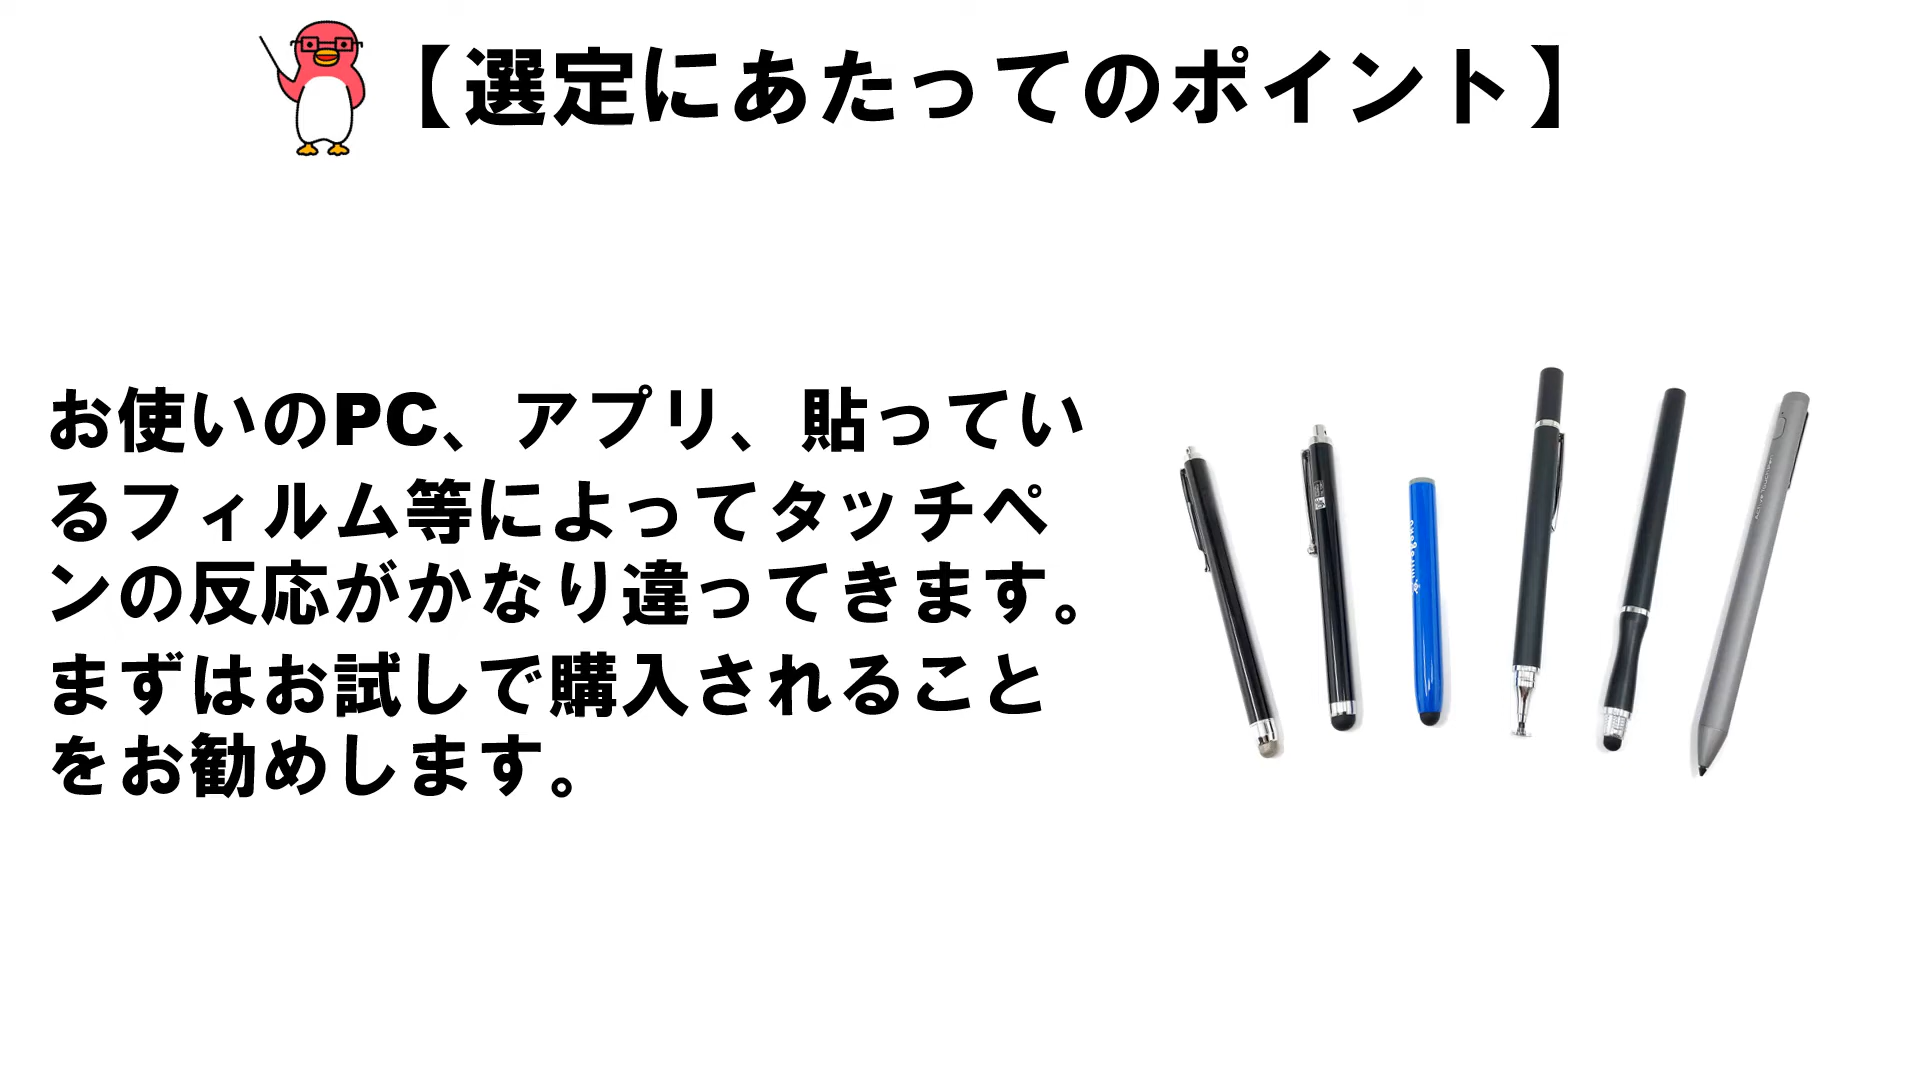 【選定にあたってのポイント】
お使いのPC、アプリ、貼ってい
るフィルム等によってタッチペ
ンの反応がかなり違ってきます。
まずはお試しで購入されること
をお勧めします。